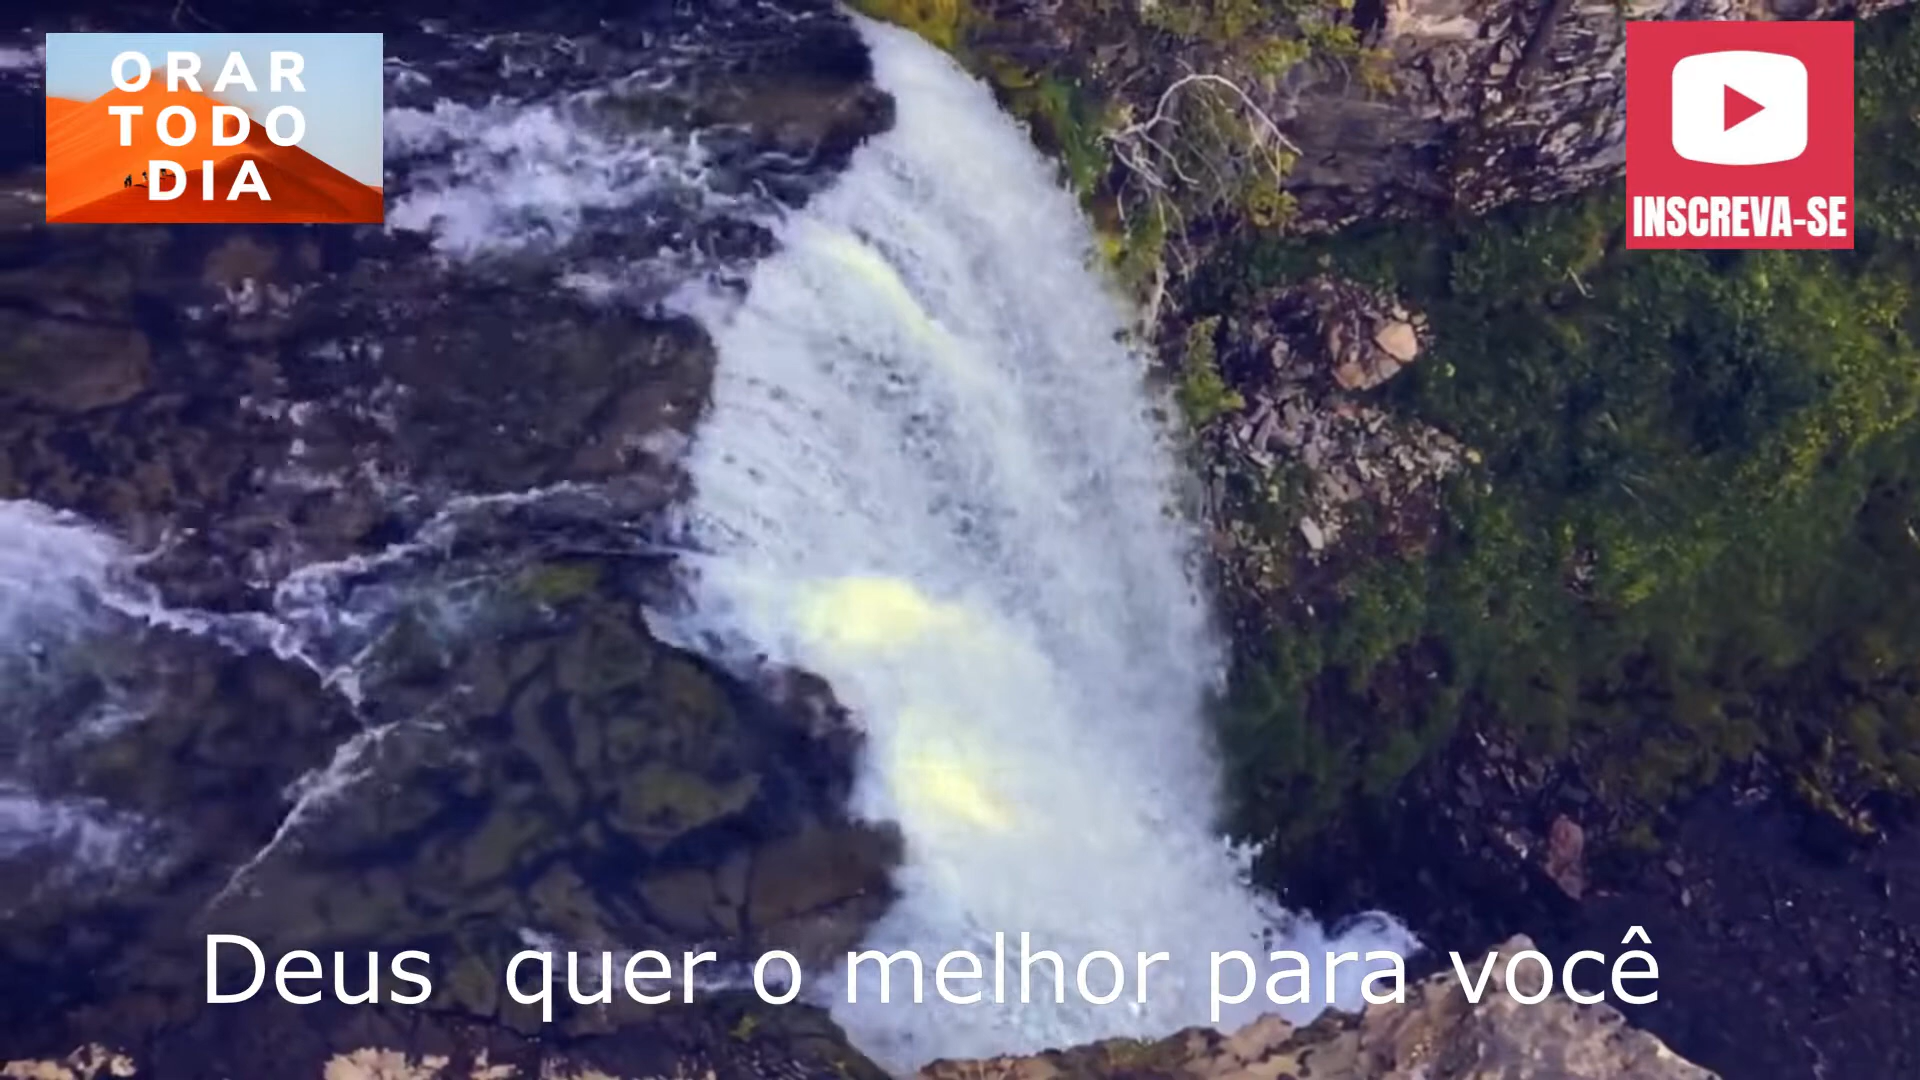 ORAR
TODO
DIA
INSCREVA-SE
Deus  quer o melhor para você